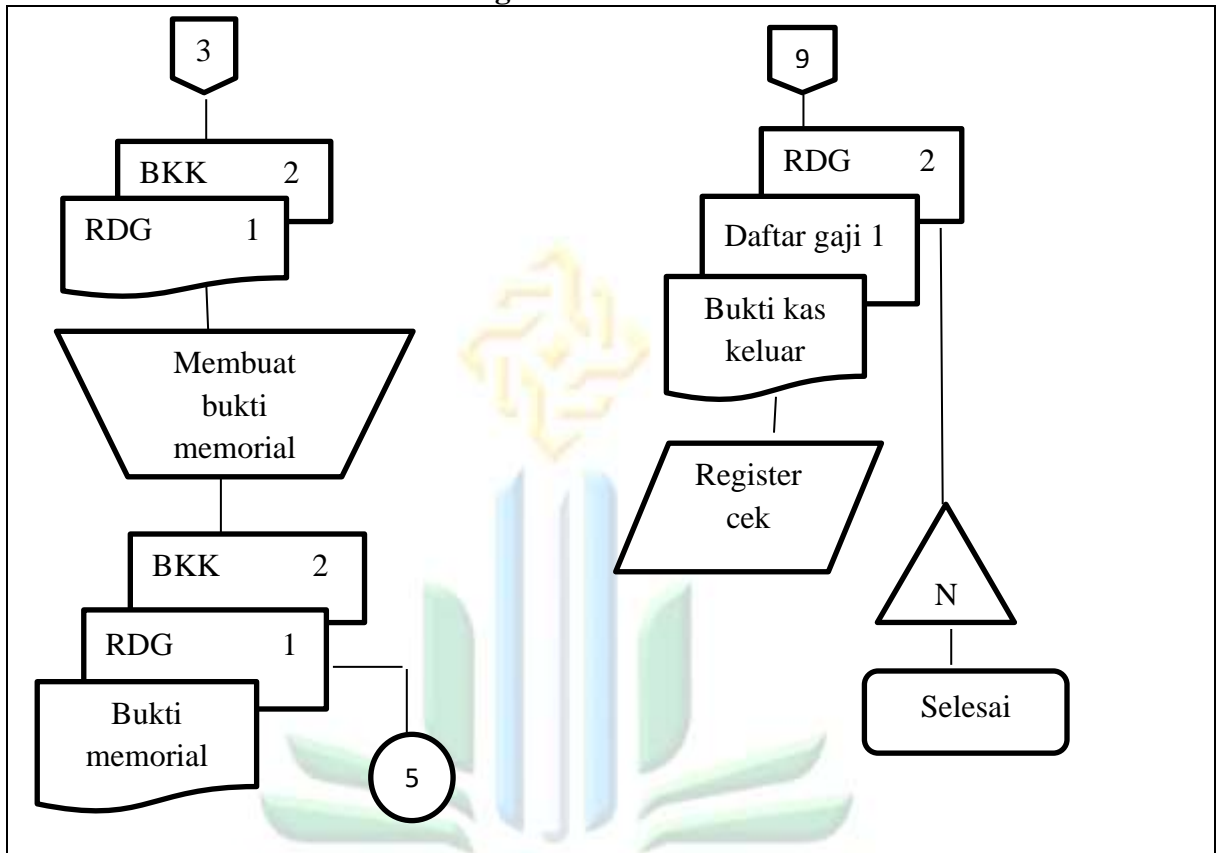 3
BKK 2
RDG 1
Membuat
bukti
memorial
BKK 2
RDG 1
Bukti
memorial
5
9
RDG 2
Daftar gaji 1
Bukti kas
keluar
Register
cek
N
Selesai